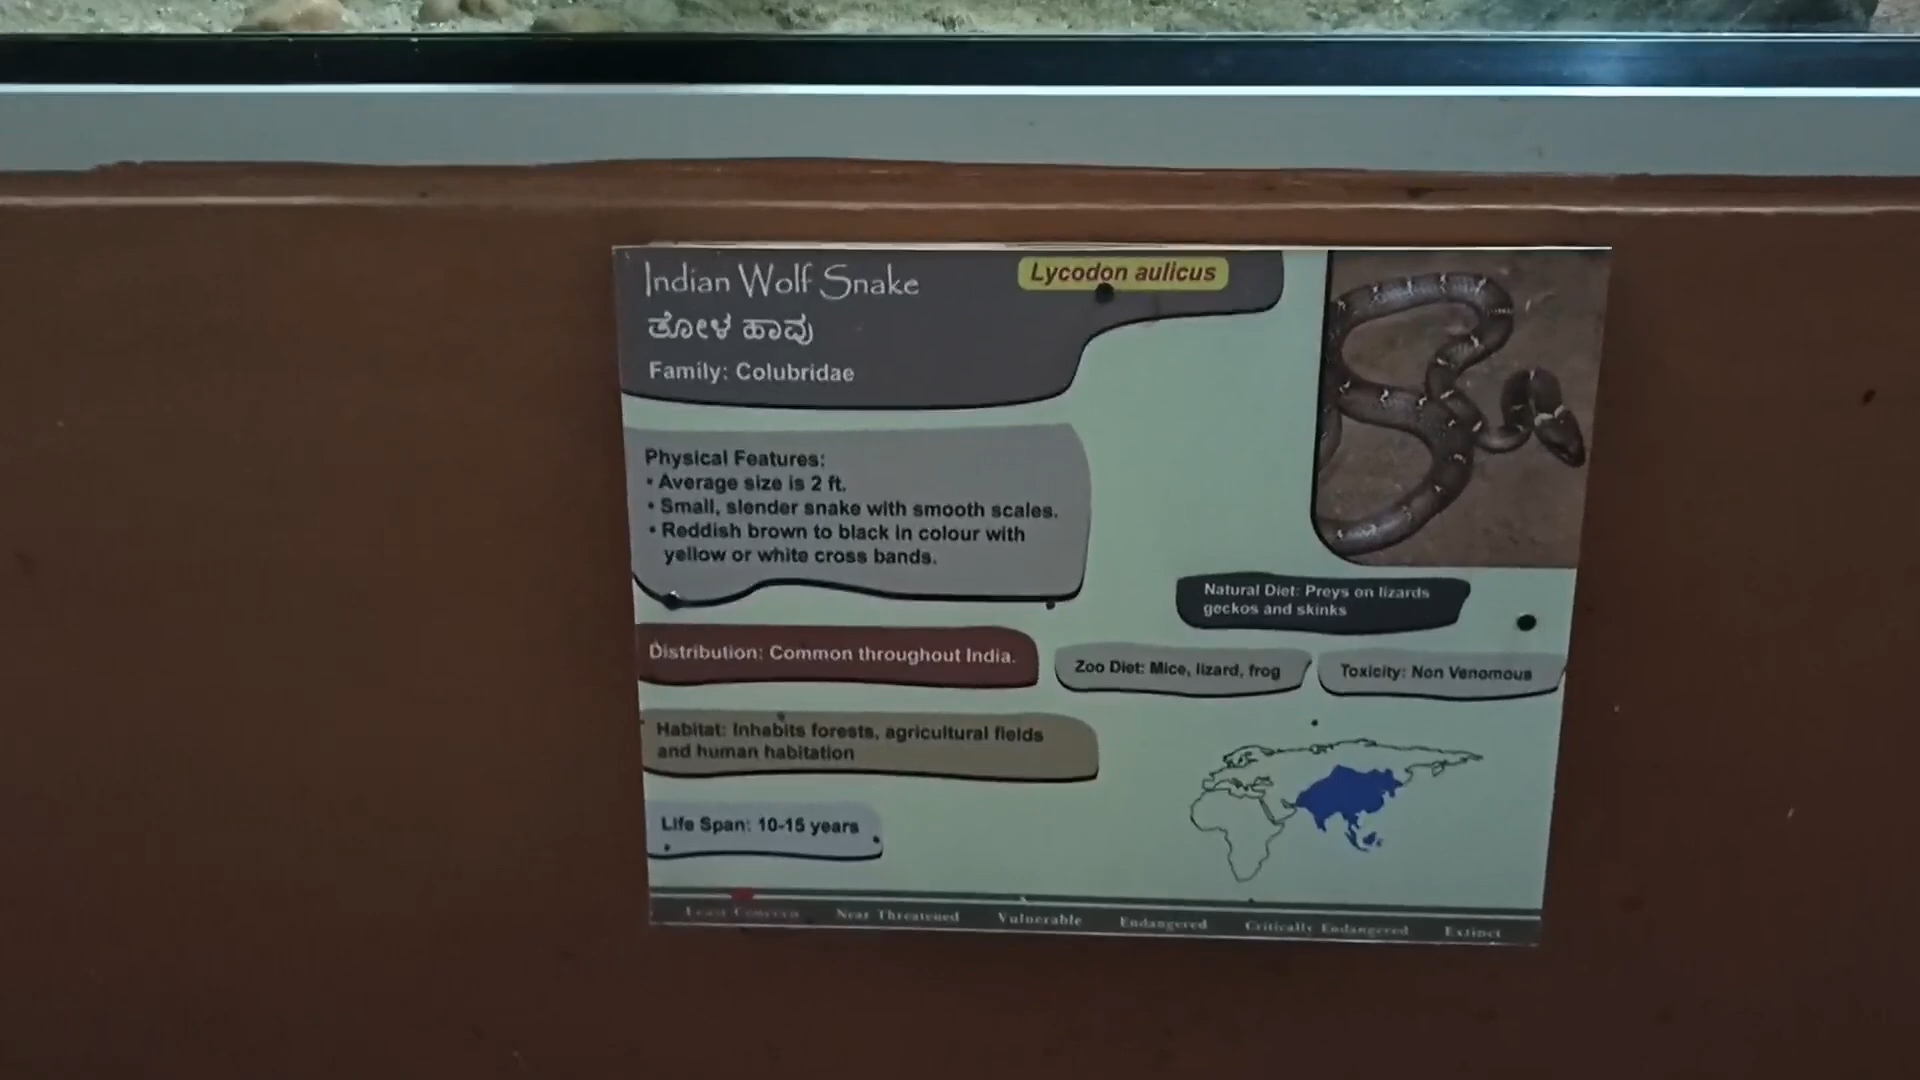 Indian Wolf Snake
Lycodon aulicus
ತೋಳ ಹಾವು
Family: Colubridae
Physical Features:
• Average size is 2 ft.
• Small, slender snake with smooth scales.
• Reddish brown to black in colour with
yellow or white cross bands.
Natural Diet: Preys on lizards
geckos and skinks
Distribution: Common throughout India.
Zoo Diet: Mice, lizard, frog
Toxicity: Non Venomous
Habitat: Inhabits forests, agricultural fields
and human habitation
Life Span: 10-15 years
Least Concern Near Threatened Vulnerable Endangered Critically Endangered Extinct